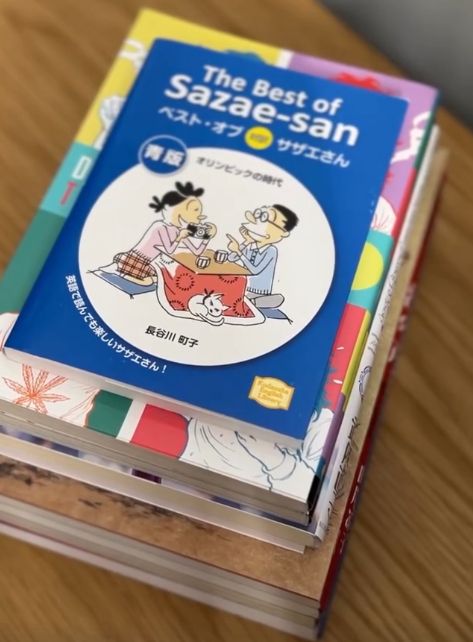 The Best of
Sazae-san
ベスト・オブ 対訳 サザエさん
青版
オリンピックの時代
英語で読んでも楽しいサザエさん！
長谷川 町子
Kodansha
English
Library